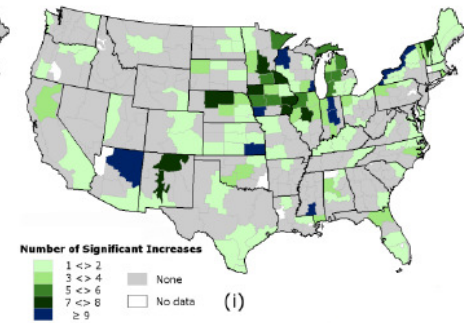 Number of Significant Increases
1 <> 2
3 <> 4
5 <> 6
7 <> 8
≥ 9
None
No data
(i)